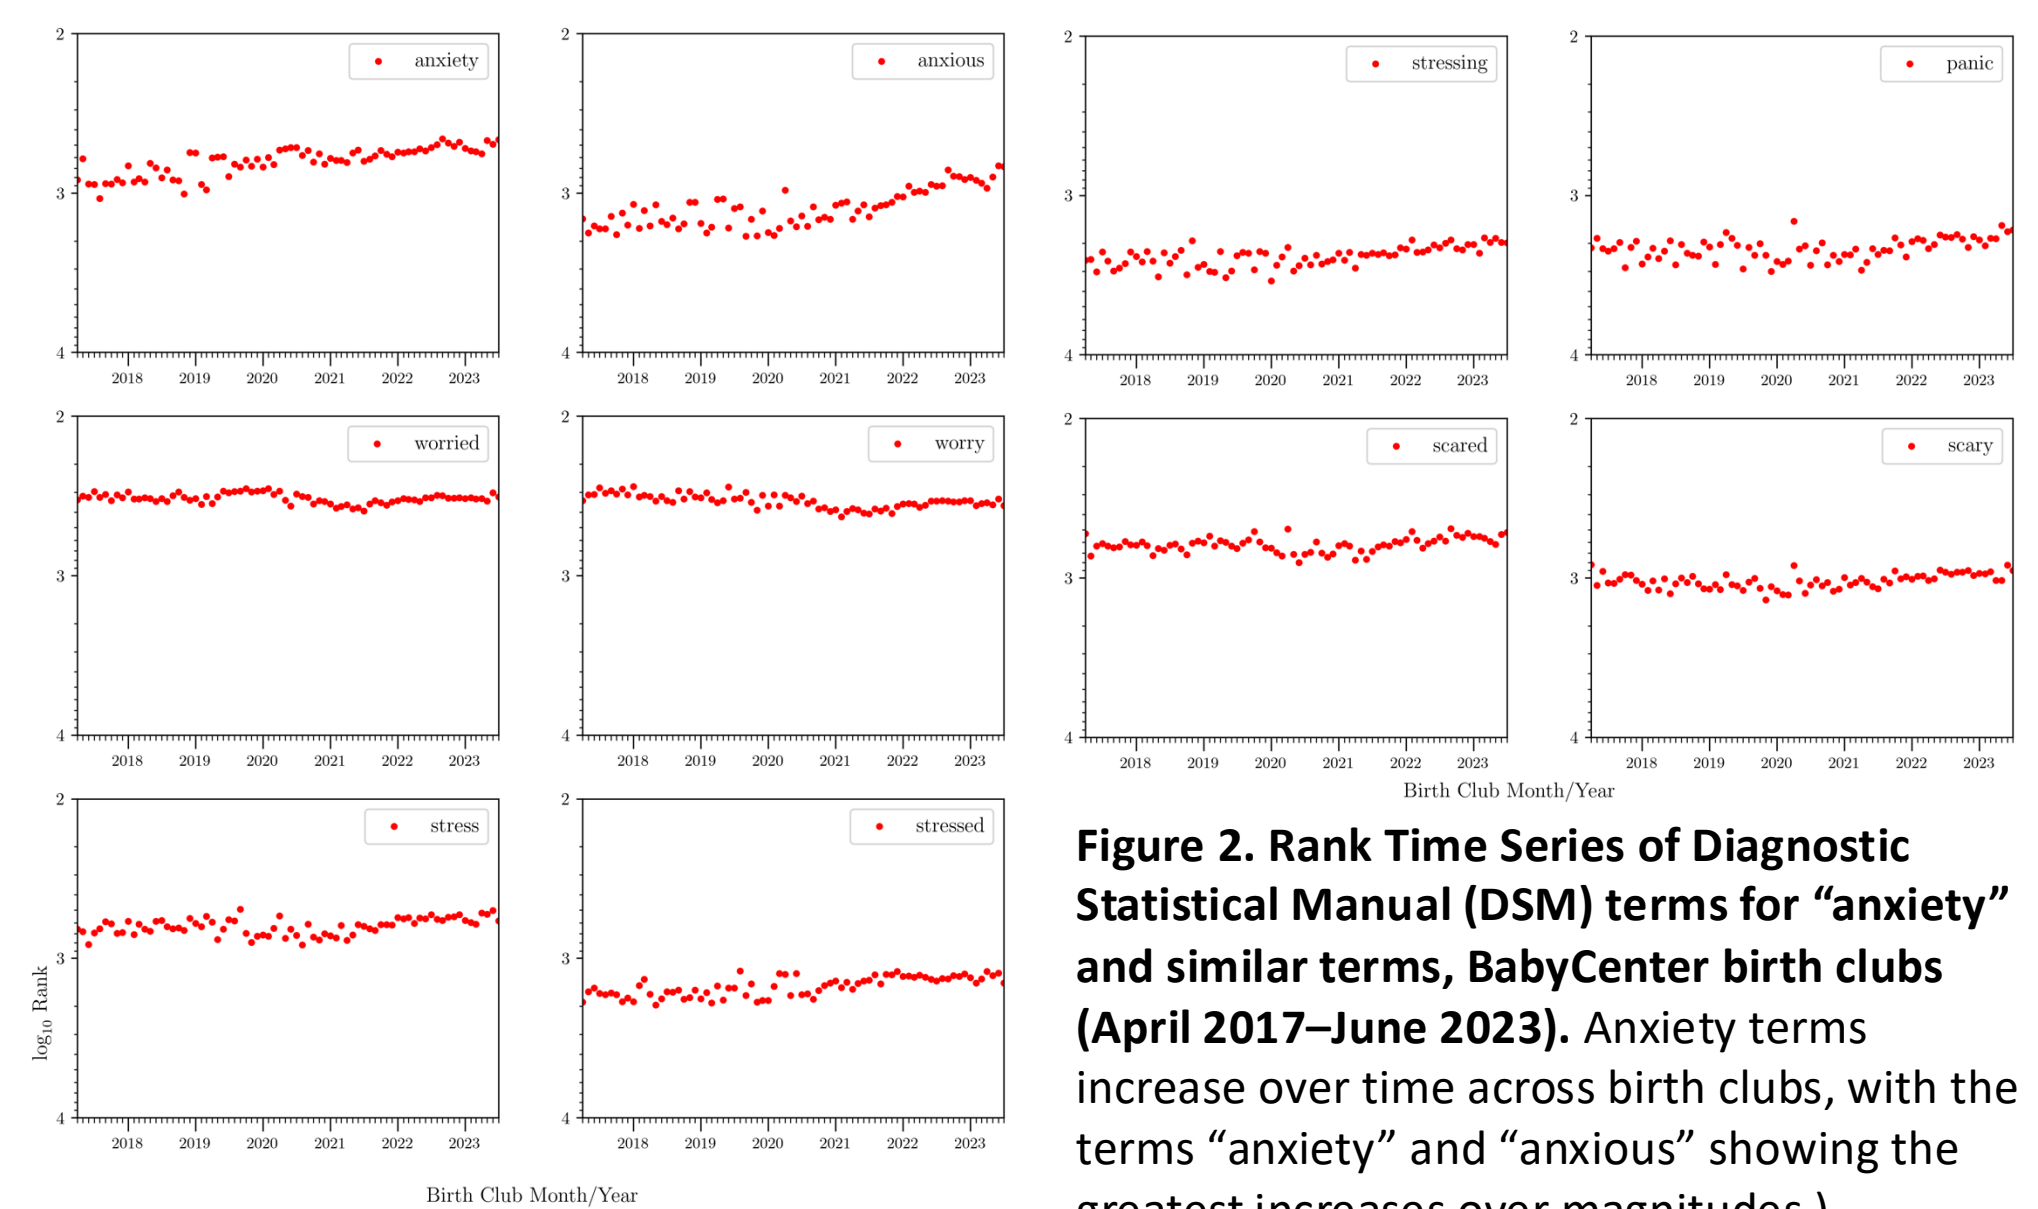 2
3
4
anxiety
2018 2019 2020 2021 2022 2023
2
3
4
anxious
2018 2019 2020 2021 2022 2023
2
3
4
worried
2018 2019 2020 2021 2022 2023
2
3
4
worry
2018 2019 2020 2021 2022 2023
2
3
4
stress
2018 2019 2020 2021 2022 2023
2
3
4
stressed
2018 2019 2020 2021 2022 2023
log10 Rank
Birth Club Month/Year
2
3
4
stressing
2018 2019 2020 2021 2022 2023
2
3
4
panic
2018 2019 2020 2021 2022 2023
2
3
4
scared
2018 2019 2020 2021 2022 2023
2
3
4
scary
2018 2019 2020 2021 2022 2023
Birth Club Month/Year
Figure 2. Rank Time Series of Diagnostic
Statistical Manual (DSM) terms for “anxiety”
and similar terms, BabyCenter birth clubs
(April 2017–June 2023). Anxiety terms
increase over time across birth clubs, with the
terms “anxiety” and “anxious” showing the
greatest increases over magnitudes.)